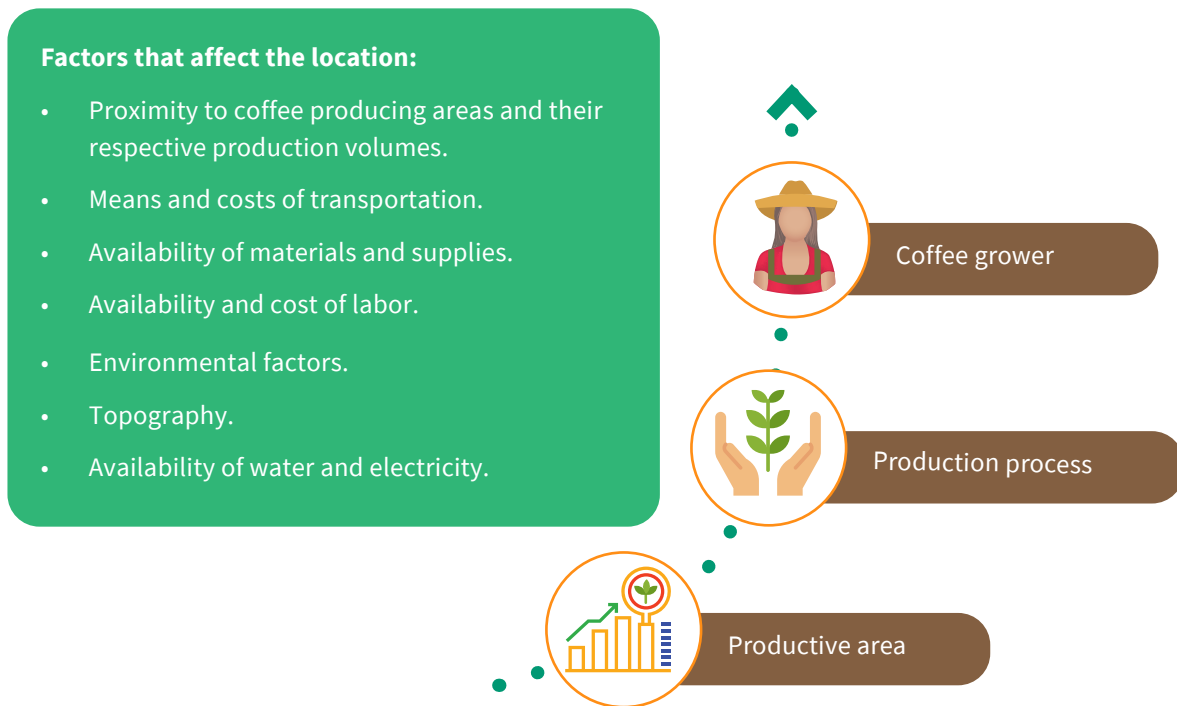 Factors that affect the location:
• Proximity to coffee producing areas and their
respective production volumes.
• Means and costs of transportation.
• Availability of materials and supplies.
• Availability and cost of labor.
• Environmental factors.
• Topography.
• Availability of water and electricity.
Coffee grower
Production process
Productive area